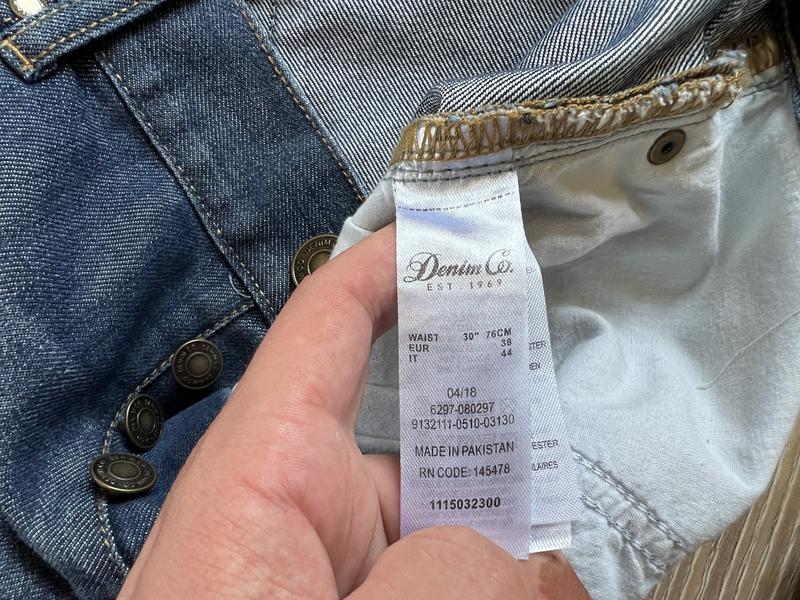 Denim Co.
EST 1969
WAIST 30" 76CM
EUR 38
IT 44
04/18
6297-080297
9132111-0510-03130
MADE IN PAKISTAN
RN CODE: 145478
1115032300